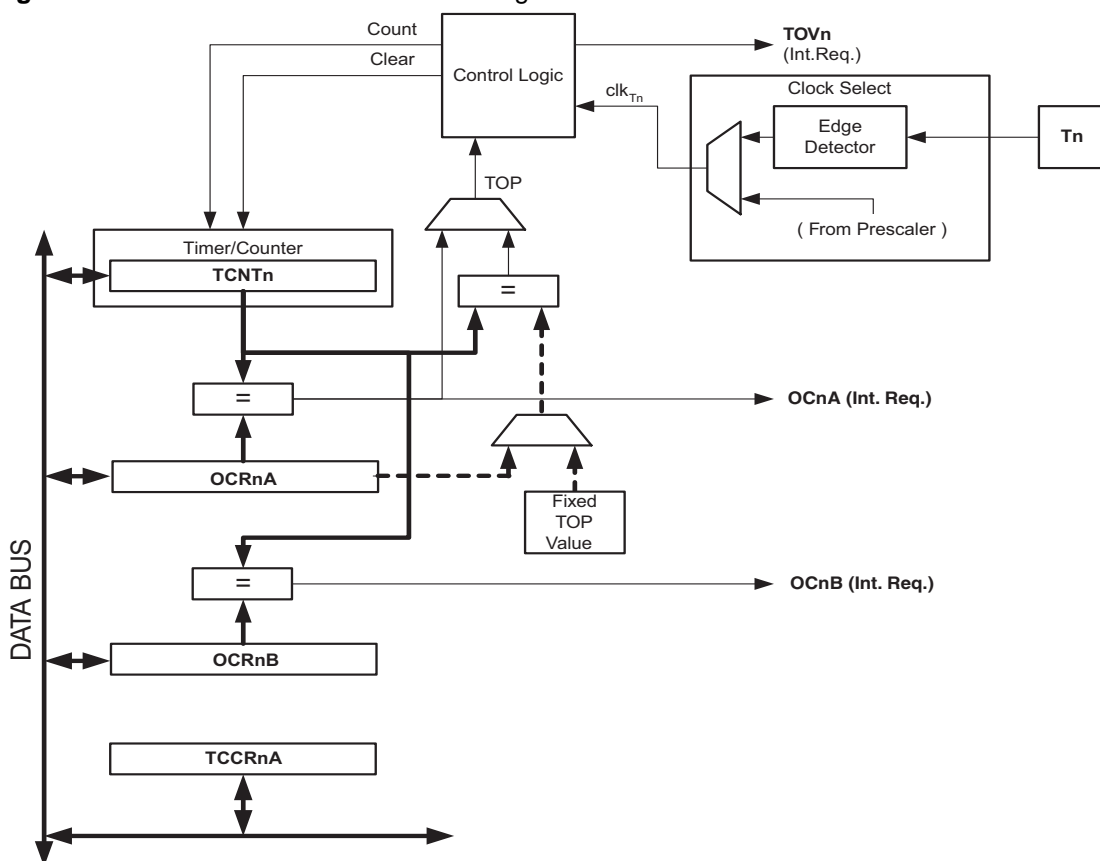 Count
Clear
Control Logic
TOVn
(Int.Req.)
clkTn
Clock Select
Edge
Detector
Tn
( From Prescaler )
TOP
Timer/Counter
TCNTn
=
=
OCnA (Int. Req.)
OCRnA
Fixed
TOP
Value
=
OCnB (Int. Req.)
OCRnB
TCCRnA
DATA BUS